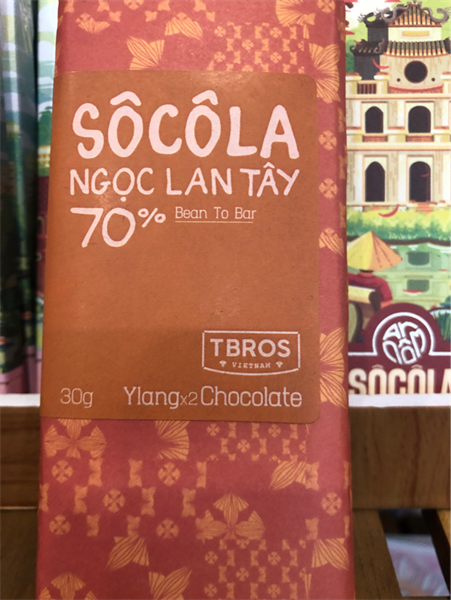 SÔCÔLA
NGỌC LAN TÂY
70% Bean To Bar
TBROS
VIETNAM
30g Ylangx2 Chocolate
SÔCÔLA